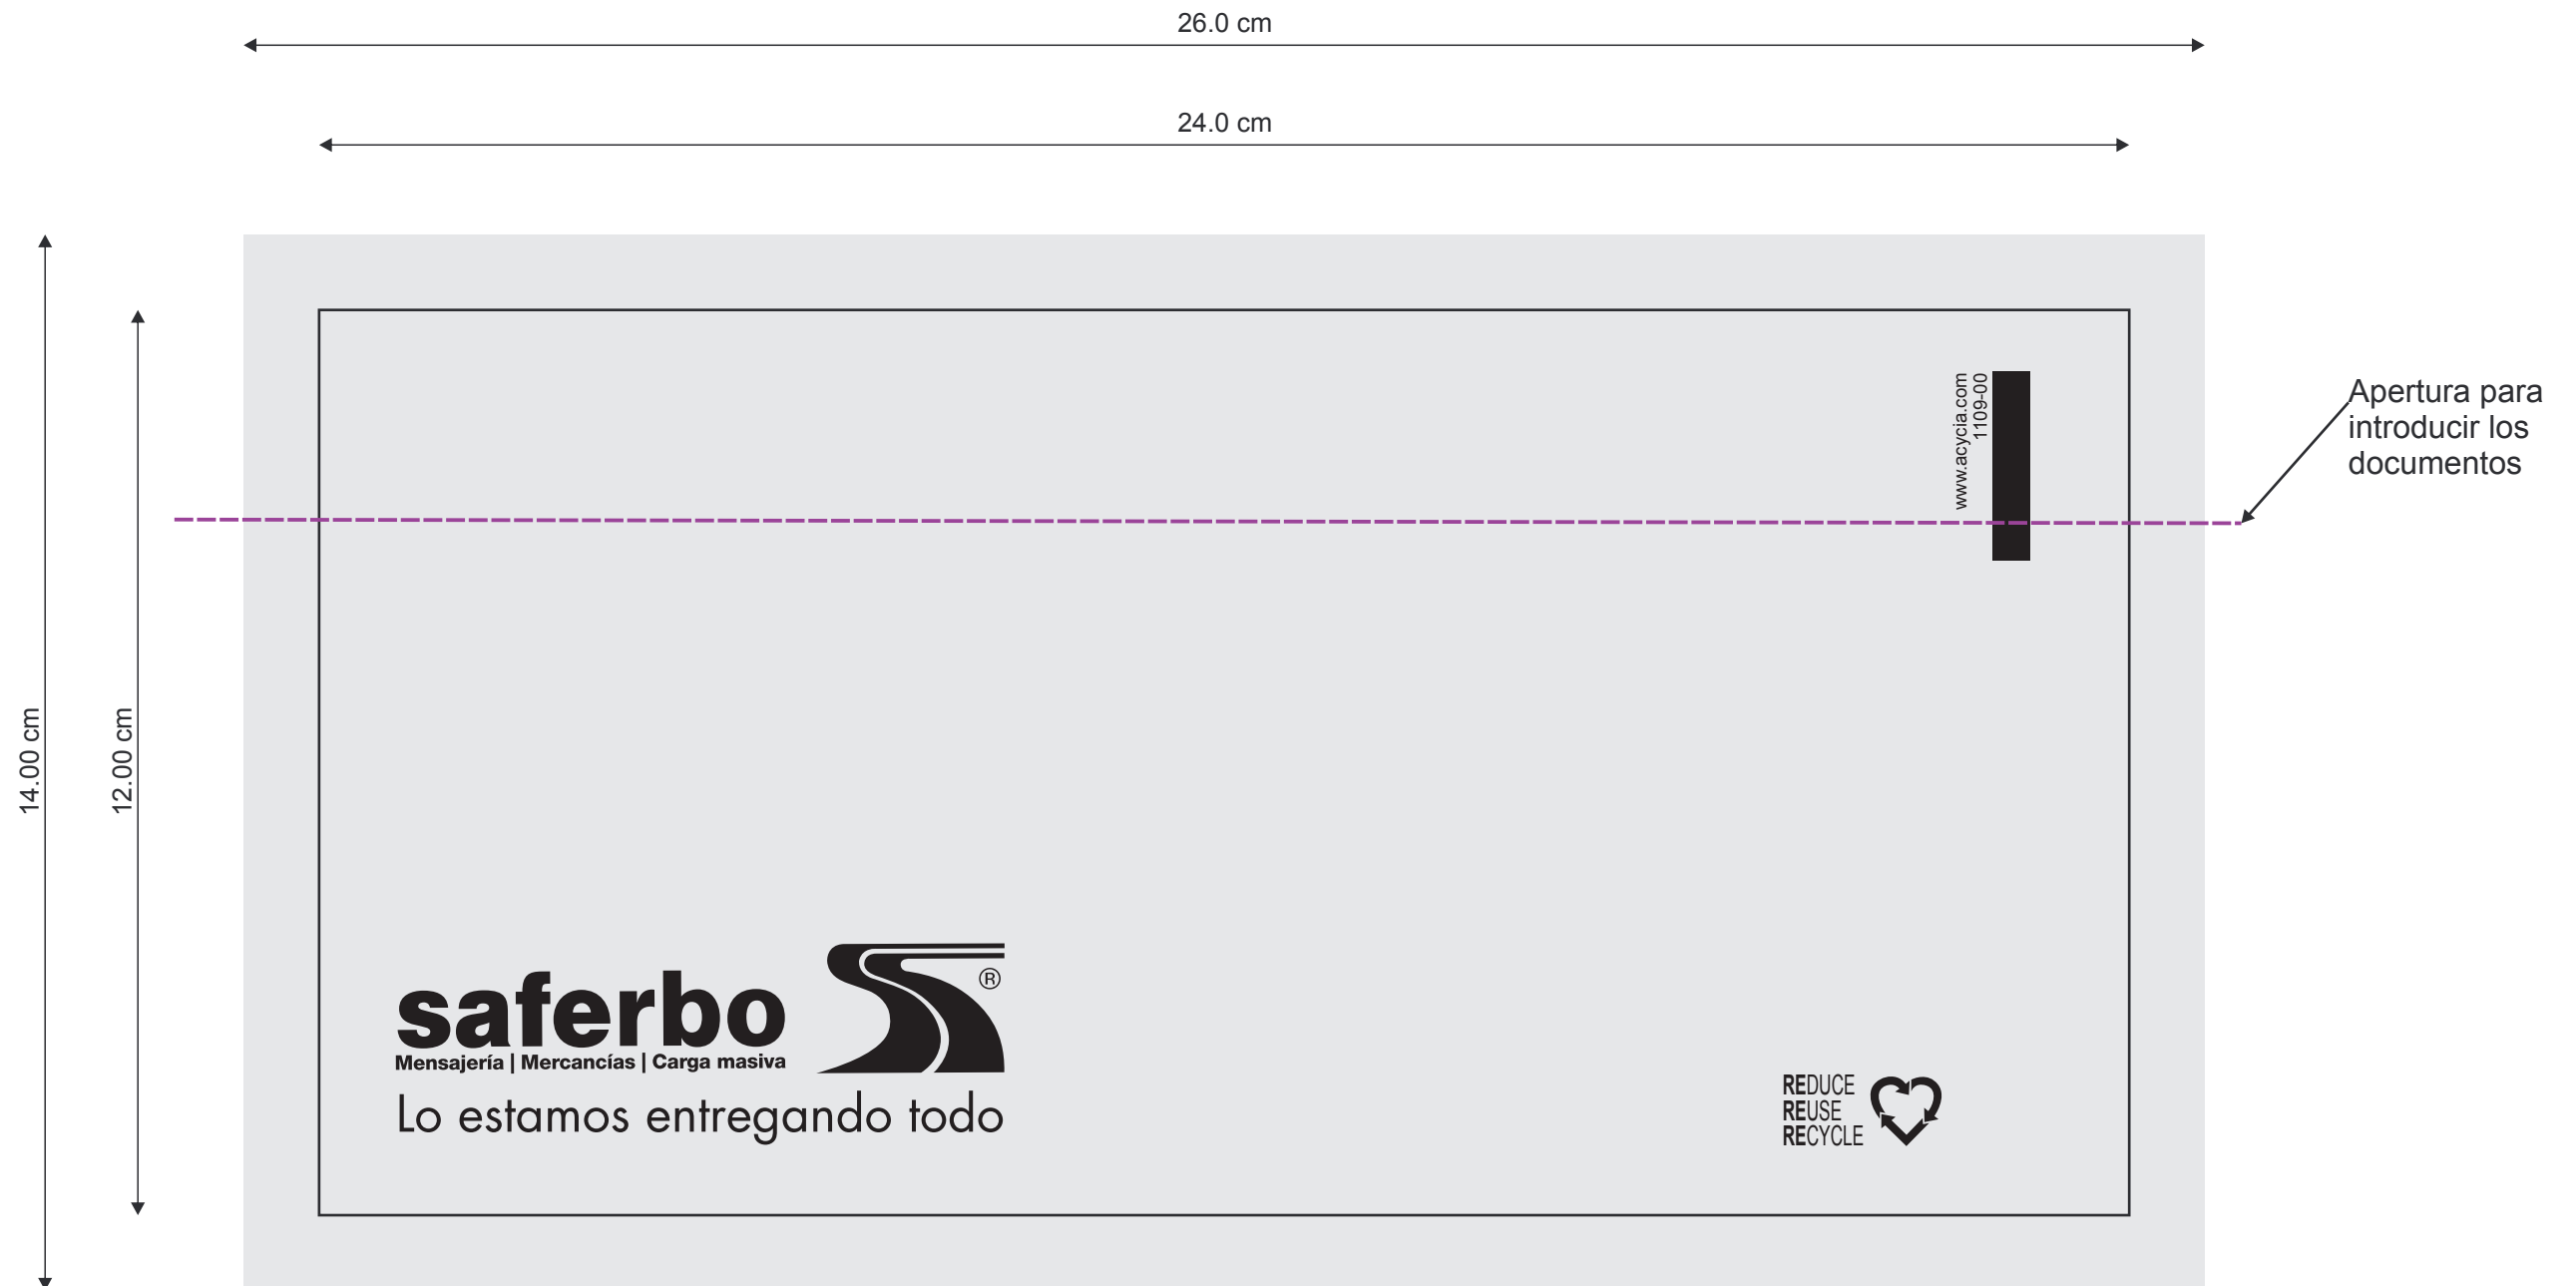 26.0 cm
24.0 cm
14.00 cm
12.00 cm
www.acycia.com
1109-00
Apertura para
introducir los
documentos
saferbo
®
Mensajería | Mercancías | Carga masiva
Lo estamos entregando todo
REDUCE
REUSE
RECYCLE